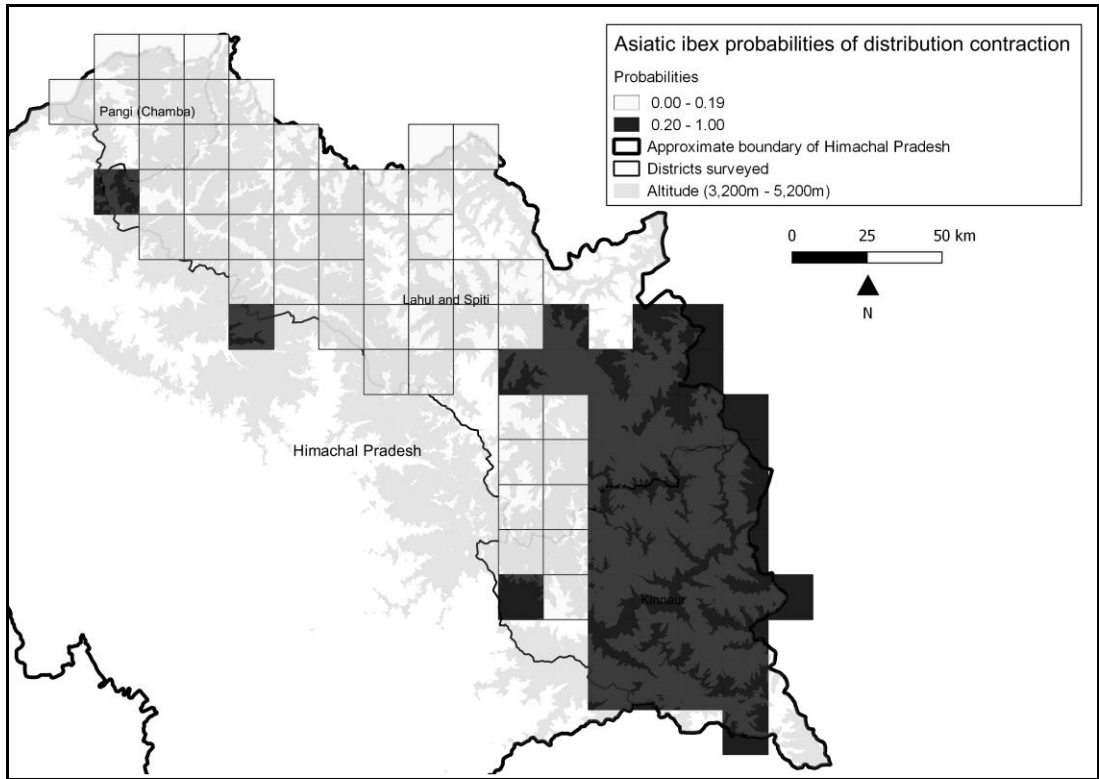 Asiatic ibex probabilities of distribution contraction
Probabilities
0.00 - 0.19
0.20 - 1.00
Approximate boundary of Himachal Pradesh
Districts surveyed
Altitude (3,200m - 5,200m)
0 25 50 km
N
Pangi (Chamba)
Lahul and Spiti
Himachal Pradesh
Kinnaur